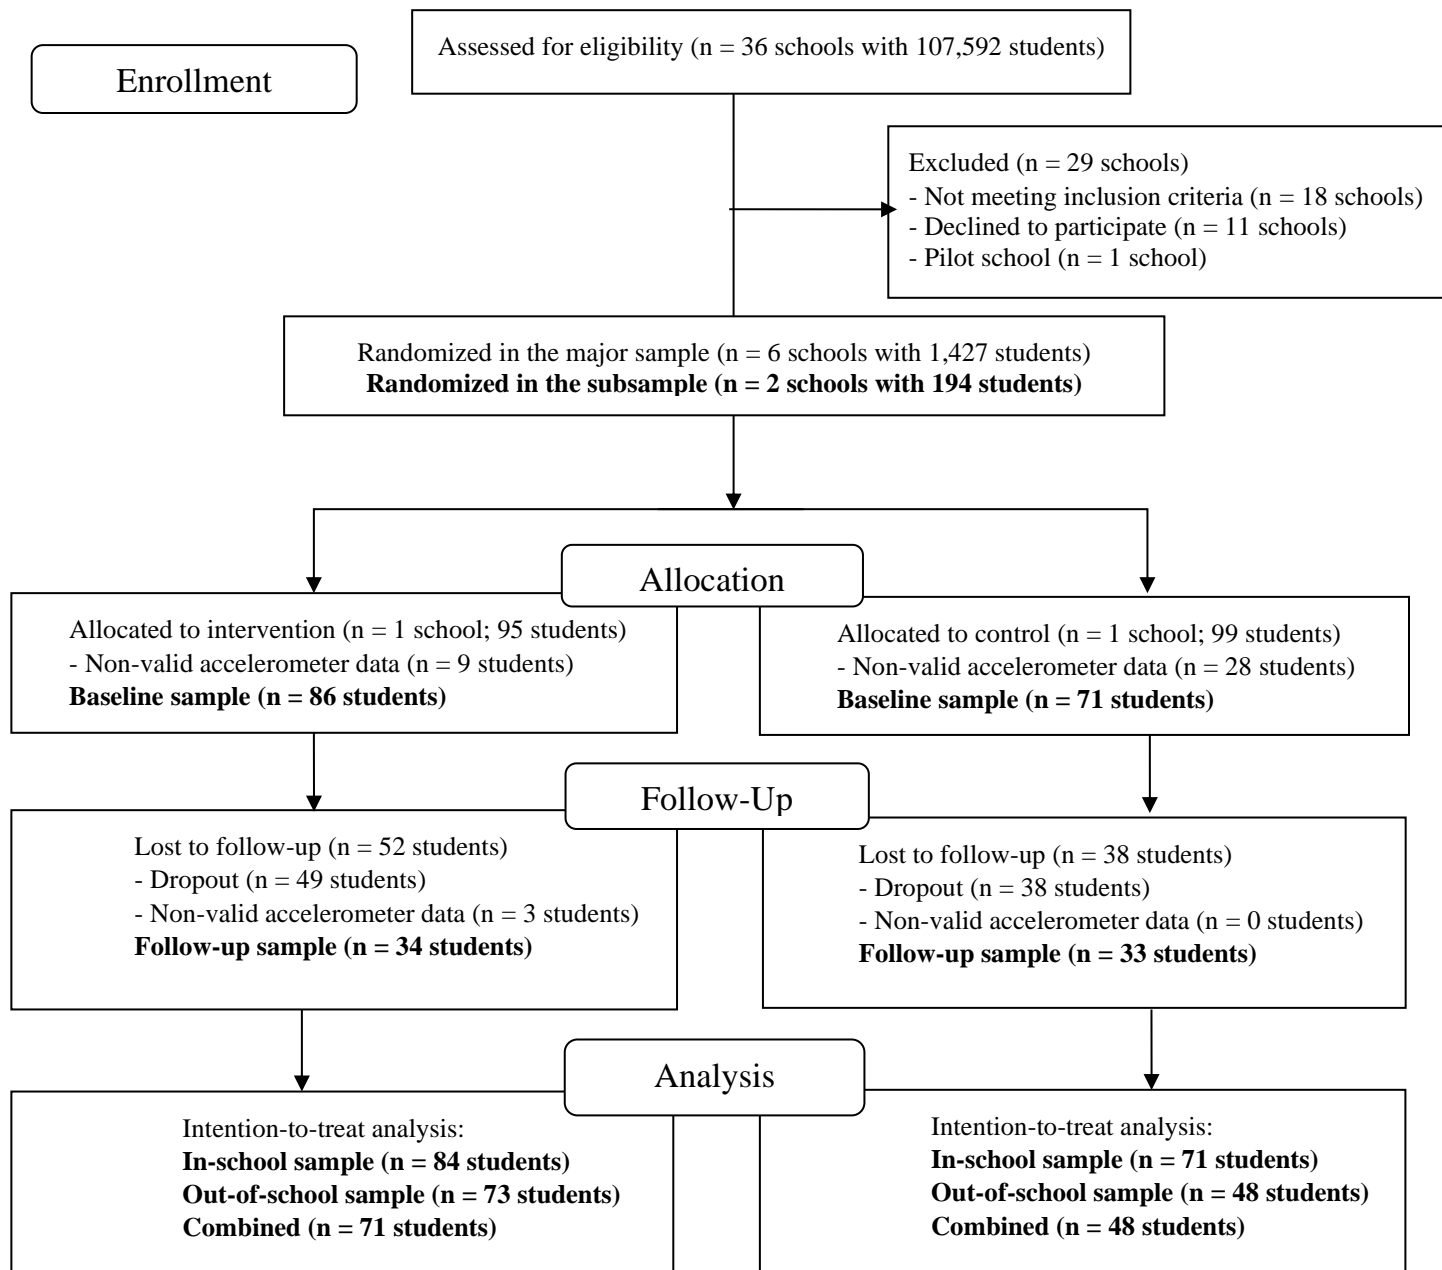 Assessed for eligibility (n = 36 schools with 107,592 students)
Enrollment
Excluded (n = 29 schools)
- Not meeting inclusion criteria (n = 18 schools)
- Declined to participate (n = 11 schools)
- Pilot school (n = 1 school)
Randomized in the major sample (n = 6 schools with 1,427 students)
Randomized in the subsample (n = 2 schools with 194 students)
Allocation
Allocated to intervention (n = 1 school; 95 students)
- Non-valid accelerometer data (n = 9 students)
Baseline sample (n = 86 students)
Allocated to control (n = 1 school; 99 students)
- Non-valid accelerometer data (n = 28 students)
Baseline sample (n = 71 students)
Follow-Up
Lost to follow-up (n = 52 students)
- Dropout (n = 49 students)
- Non-valid accelerometer data (n = 3 students)
Follow-up sample (n = 34 students)
Lost to follow-up (n = 38 students)
- Dropout (n = 38 students)
- Non-valid accelerometer data (n = 0 students)
Follow-up sample (n = 33 students)
Analysis
Intention-to-treat analysis:
In-school sample (n = 84 students)
Out-of-school sample (n = 73 students)
Combined (n = 71 students)
Intention-to-treat analysis:
In-school sample (n = 71 students)
Out-of-school sample (n = 48 students)
Combined (n = 48 students)